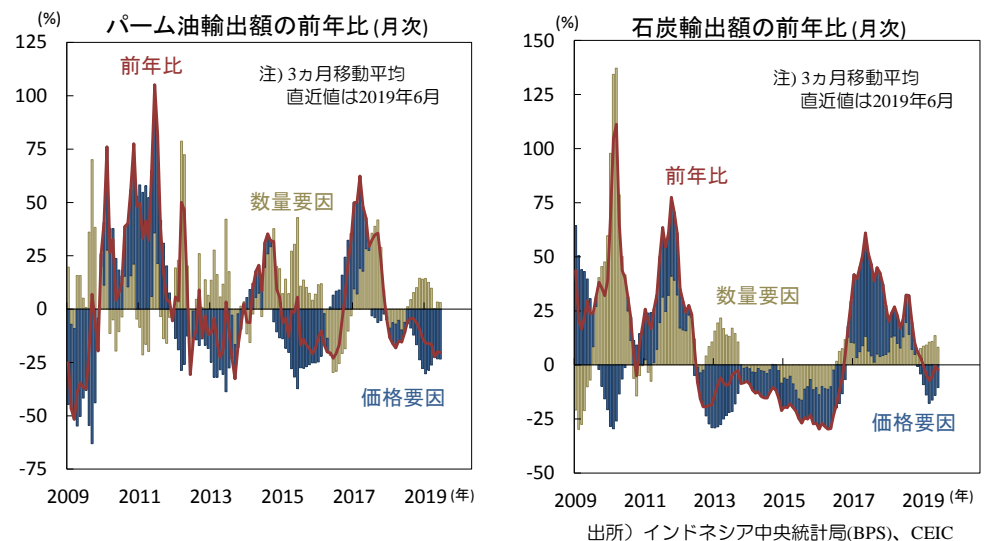 パーム油輸出額の前年比(月次)
(%)
125
100
75
50
25
0
-25
-50
-75
前年比
注) 3ヵ月移動平均
直近値は2019年6月
数量要因
価格要因
2009 2011 2013 2015 2017 2019 (年)
石炭輸出額の前年比(月次)
(%)
150
125
100
75
50
25
0
-25
-50
注) 3ヵ月移動平均
直近値は2019年6月
前年比
数量要因
価格要因
2009 2011 2013 2015 2017 2019 (年)
出所）インドネシア中央統計局(BPS)、CEIC